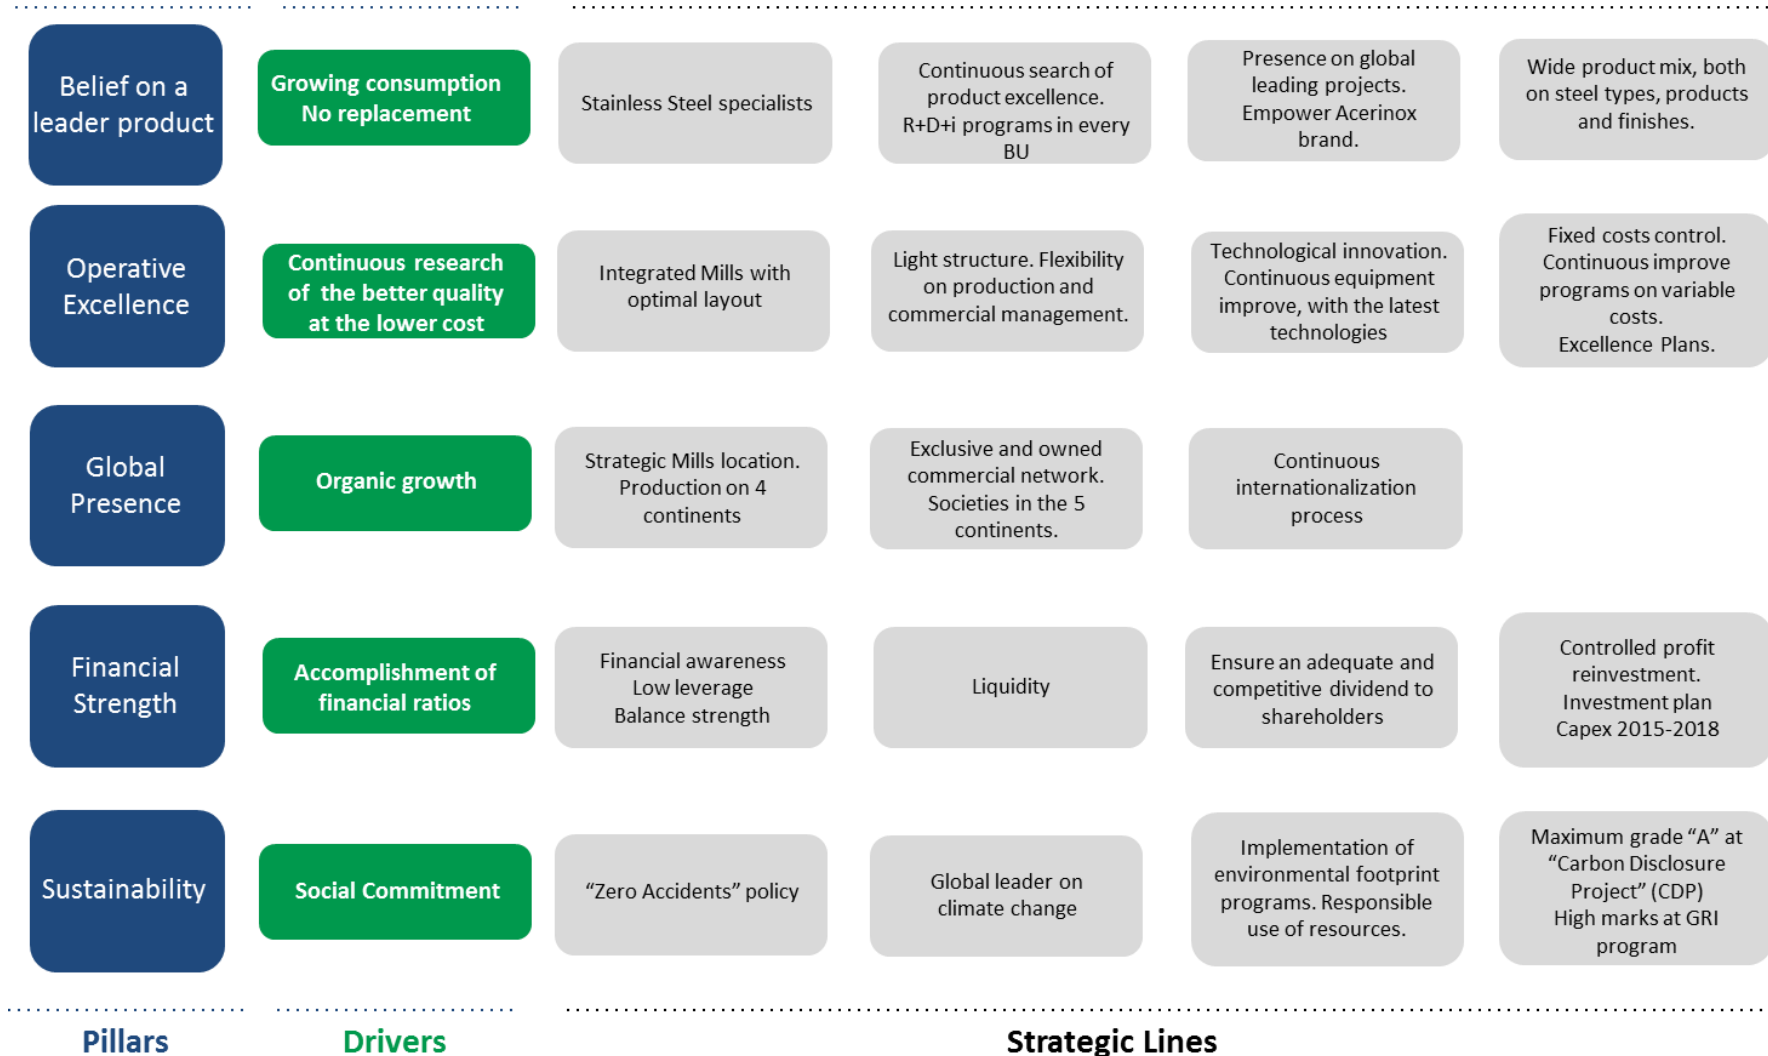 Belief on a
leader product
Growing consumption
No replacement
Stainless Steel specialists
Continuous search of
product excellence.
R+D+i programs in every
BU
Presence on global
leading projects.
Empower Acerinox
brand.
Wide product mix, both
on steel types, products
and finishes.
Operative
Excellence
Continuous research
of the better quality
at the lower cost
Integrated Mills with
optimal layout
Light structure. Flexibility
on production and
commercial management.
Technological innovation.
Continuous equipment
improve, with the latest
technologies
Fixed costs control.
Continuous improve
programs on variable
costs.
Excellence Plans.
Global
Presence
Organic growth
Strategic Mills location.
Production on 4
continents
Exclusive and owned
commercial network.
Societies in the 5
continents.
Continuous
internationalization
process
Financial
Strength
Accomplishment of
financial ratios
Financial awareness
Low leverage
Balance strength
Liquidity
Ensure an adequate and
competitive dividend to
shareholders
Controlled profit
reinvestment.
Investment plan
Capex 2015-2018
Sustainability
Social Commitment
“Zero Accidents” policy
Global leader on
climate change
Implementation of
environmental footprint
programs. Responsible
use of resources.
Maximum grade “A” at
“Carbon Disclosure
Project” (CDP)
High marks at GRI
program
Pillars
Drivers
Strategic Lines